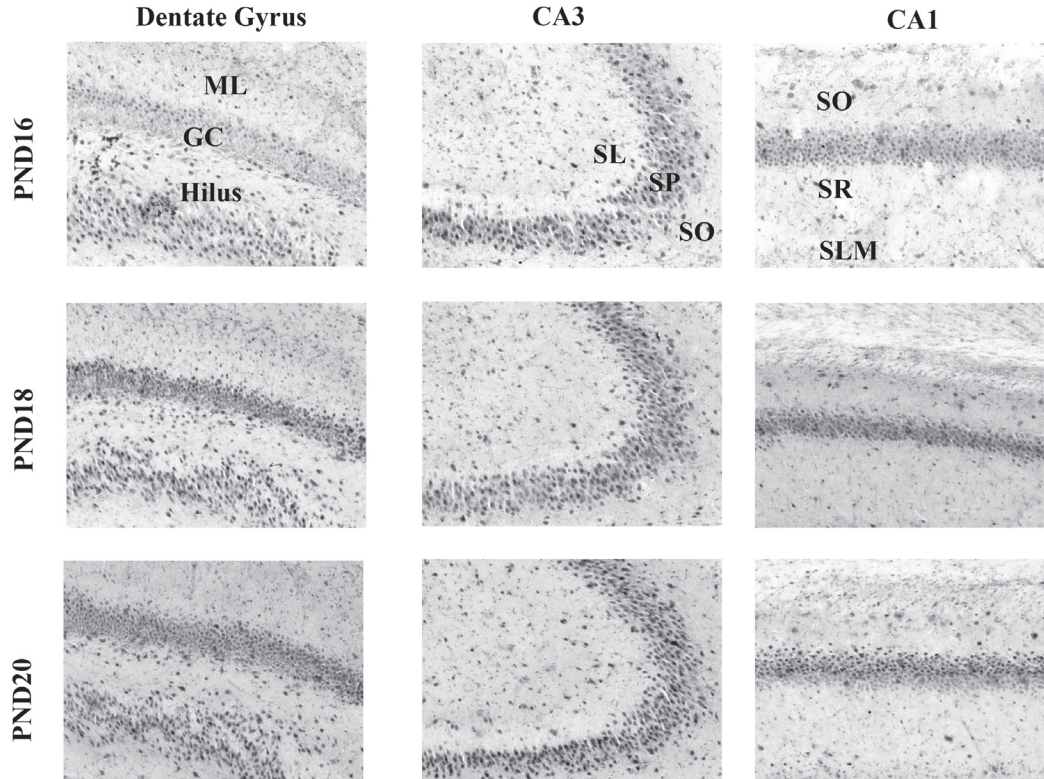 Dentate Gyrus
CA3
CA1
PND16
ML
GC
Hilus
SL
SP
SO
SO
SR
SLM
PND18
PND20